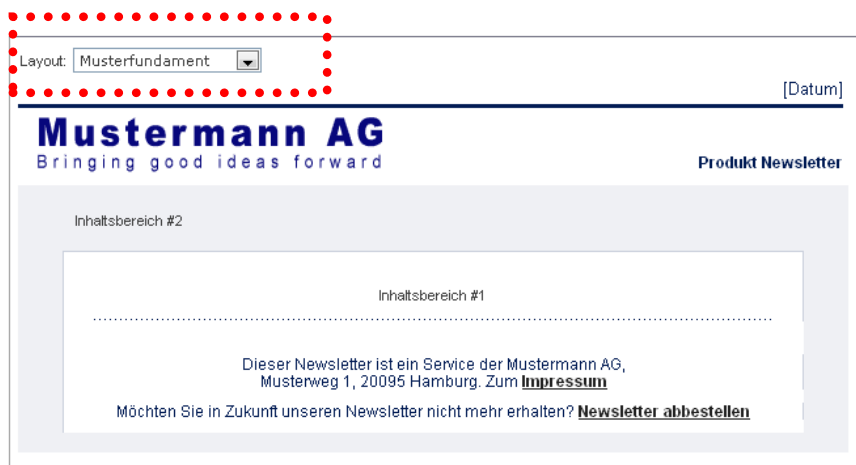 Layout: Musterfundament
[Datum]
Mustermann AG
Bringing good ideas forward
Produkt Newsletter
Inhaltsbereich #2
Inhaltsbereich #1
Dieser Newsletter ist ein Service der Mustermann AG,
Musterweg 1, 20095 Hamburg. Zum Impressum
Möchten Sie in Zukunft unseren Newsletter nicht mehr erhalten? Newsletter abbestellen